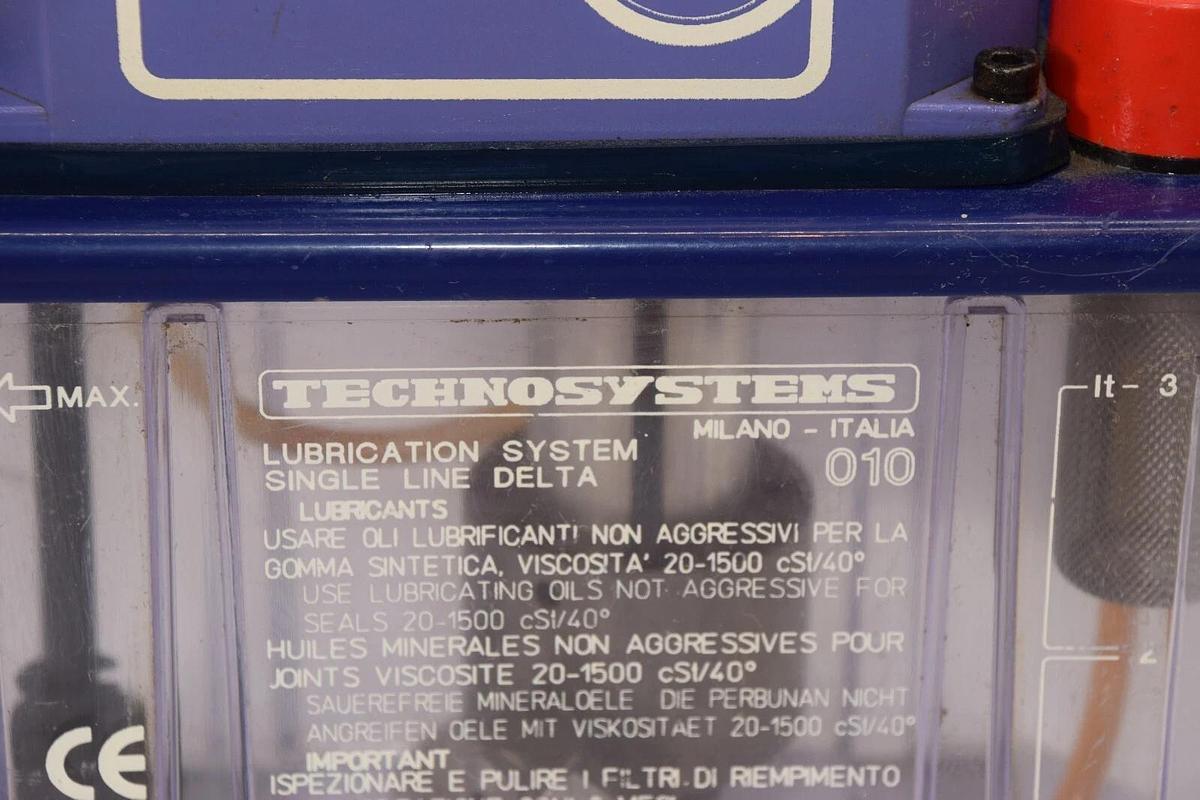 MAX.
TECHNOSYSTEMS
MILANO - ITALIA
LUBRICATION SYSTEM
SINGLE LINE DELTA
010
LUBRICANTS
USARE OLI LUBRIFICANTI NON AGGRESSIVI PER LA
GOMMA SINTETICA, VISCOSITA' 20-1500 cSt/40°
USE LUBRICATING OILS NOT AGGRESSIVE FOR
SEALS 20-1500 cSt/40°
HUILES MINERALES NON AGGRESSIVES POUR
JOINTS VISCOSITE 20-1500 cSt/40°
SAUEREFREIE MINERALOELE DIE PERBUNAN NICHT
ANGREIFEN OELE MIT VISKOSITAET 20-1500 cSt/40°
IMPORTANT
ISPEZIONARE E PULIRE I FILTRI DI RIEMPIMENTO
CE
lt - 3
2